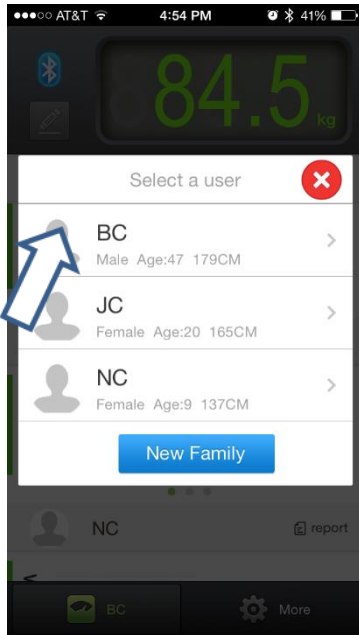 AT&T 4:54 PM 41%
84.5 kg
Select a user
BC
Male Age:47 179CM
JC
Female Age:20 165CM
NC
Female Age:9 137CM
New Family
NC report
BC More